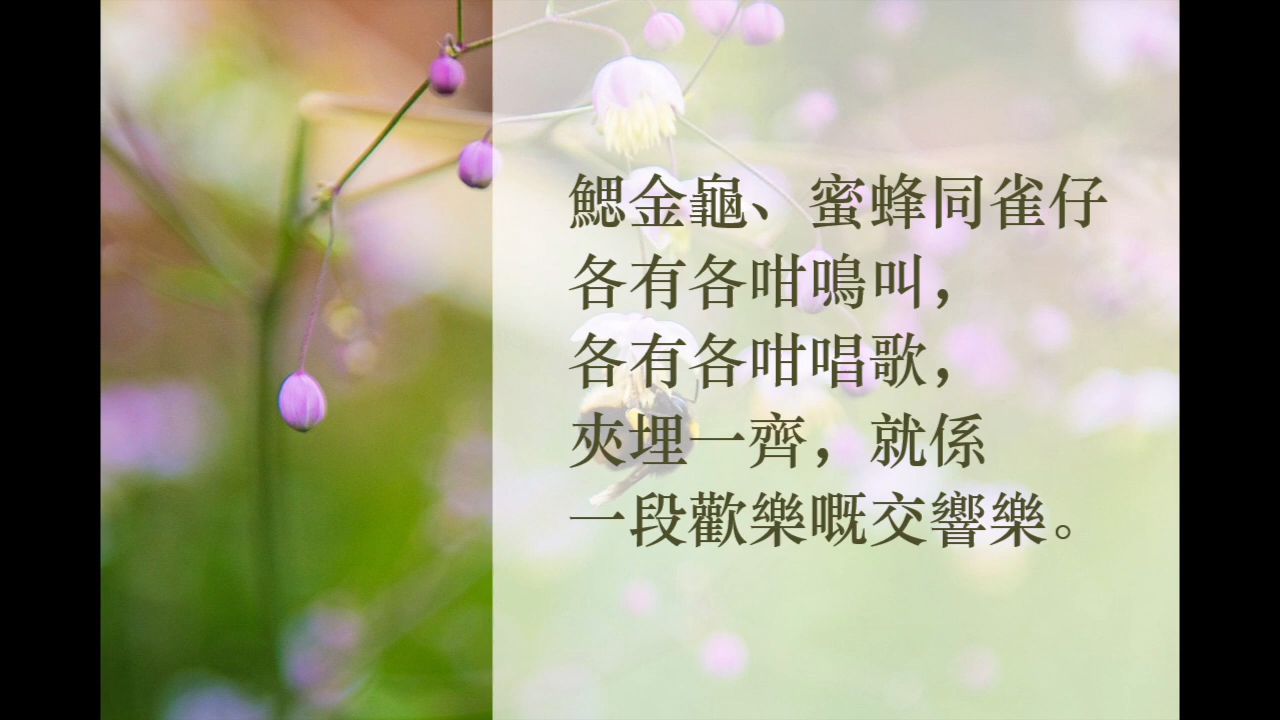 鰓金龜、蜜蜂同雀仔
各有各咁鳴叫，
各有各咁唱歌，
夾埋一齊，就係
一段歡樂嘅交響樂。